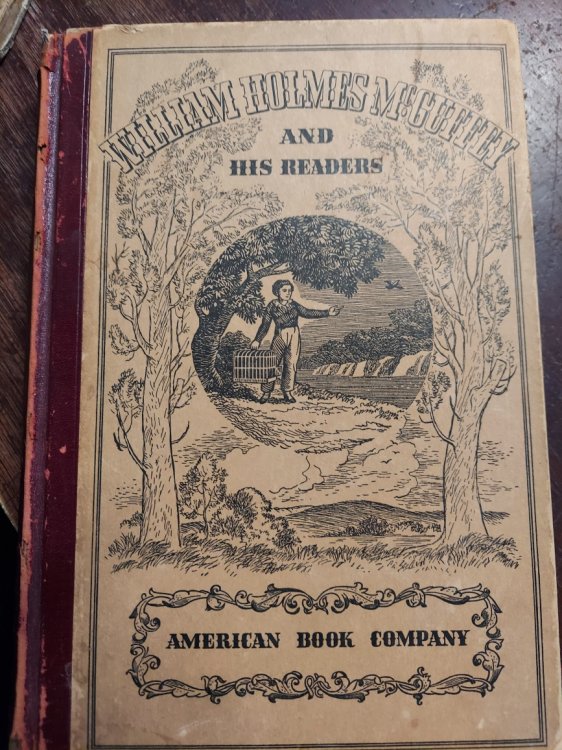 WILLIAM HOLMES McGUFFEY
AND
HIS READERS
AMERICAN BOOK COMPANY